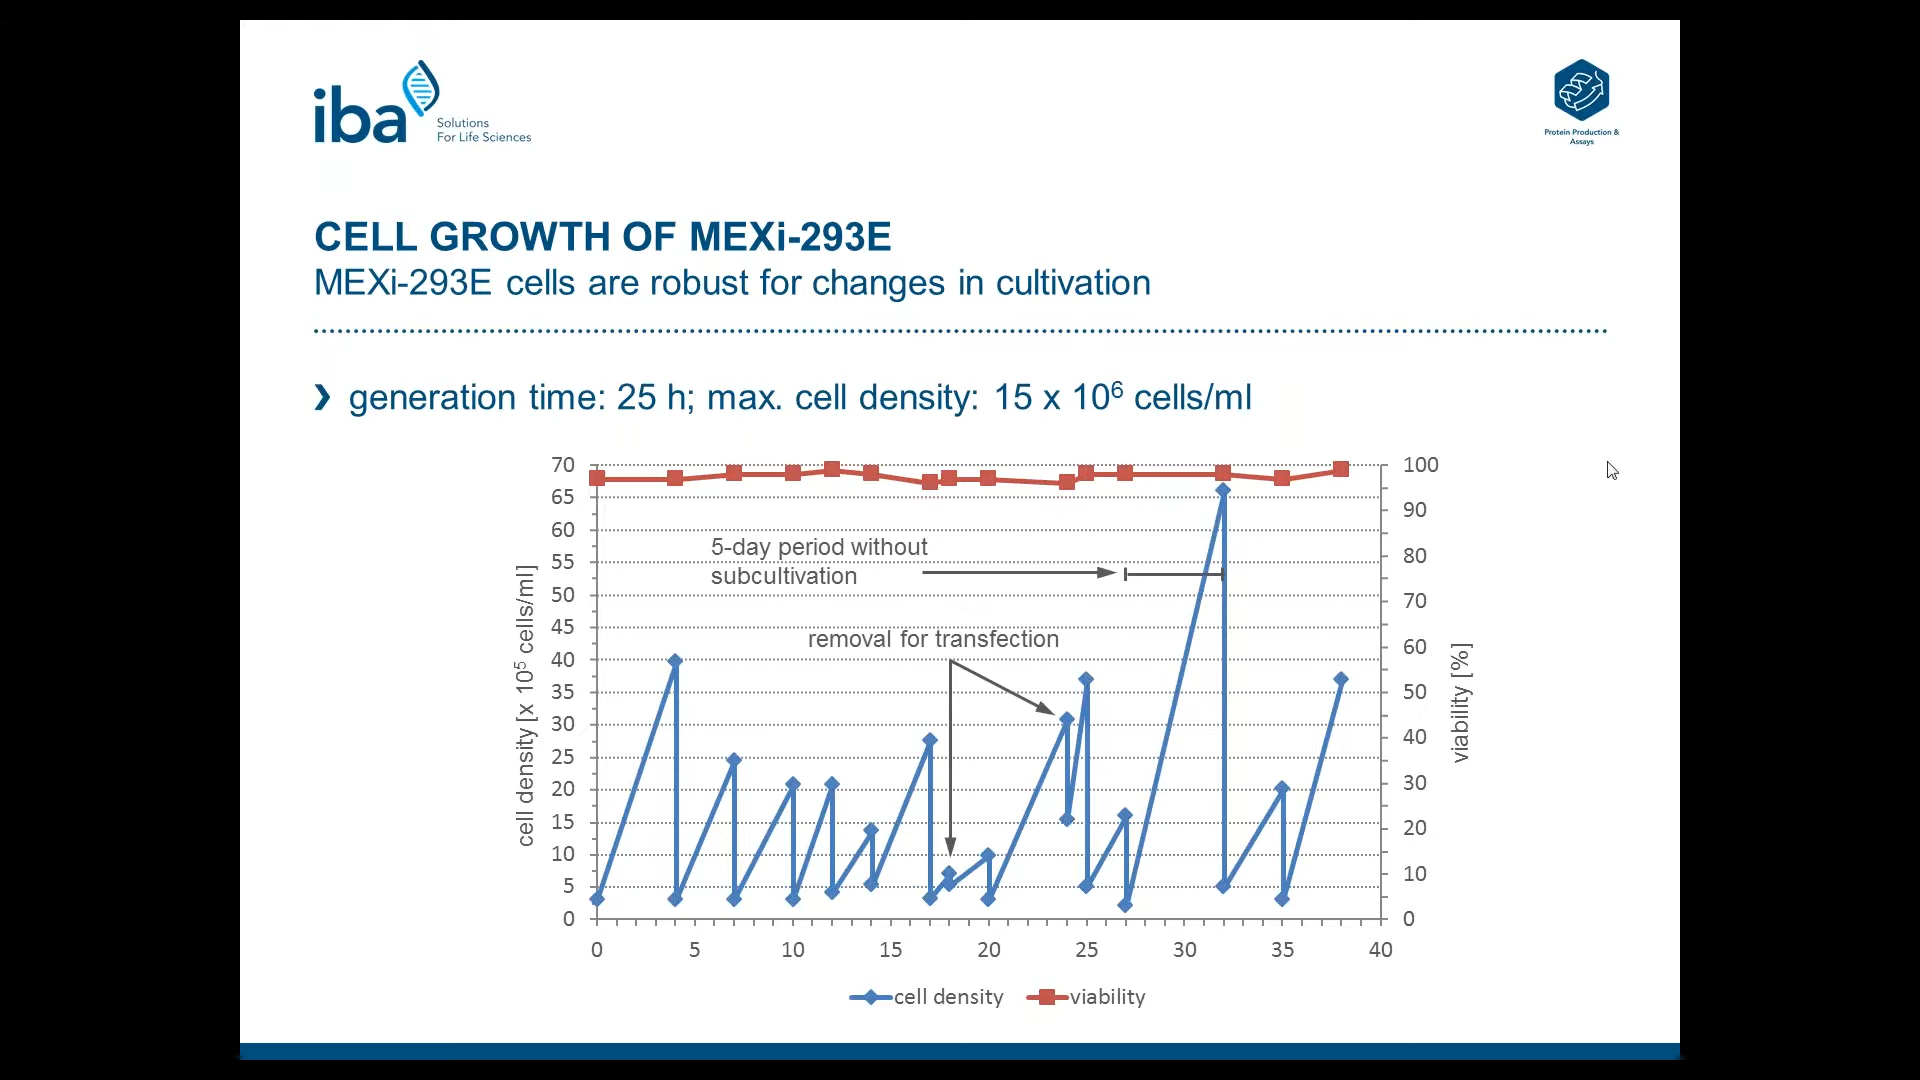 iba
Solutions
For Life Sciences
Protein Production &
Assays
CELL GROWTH OF MEXi-293E
MEXi-293E cells are robust for changes in cultivation
❯ generation time: 25 h; max. cell density: 15 x 10⁶ cells/ml
70
65
60
55
50
45
40
35
30
25
20
15
10
5
0
cell density [x 10⁵ cells/ml]
5-day period without
subcultivation
removal for transfection
100
90
80
70
60
50
40
30
20
10
0
viability [%]
0 5 10 15 20 25 30 35 40
cell density viability